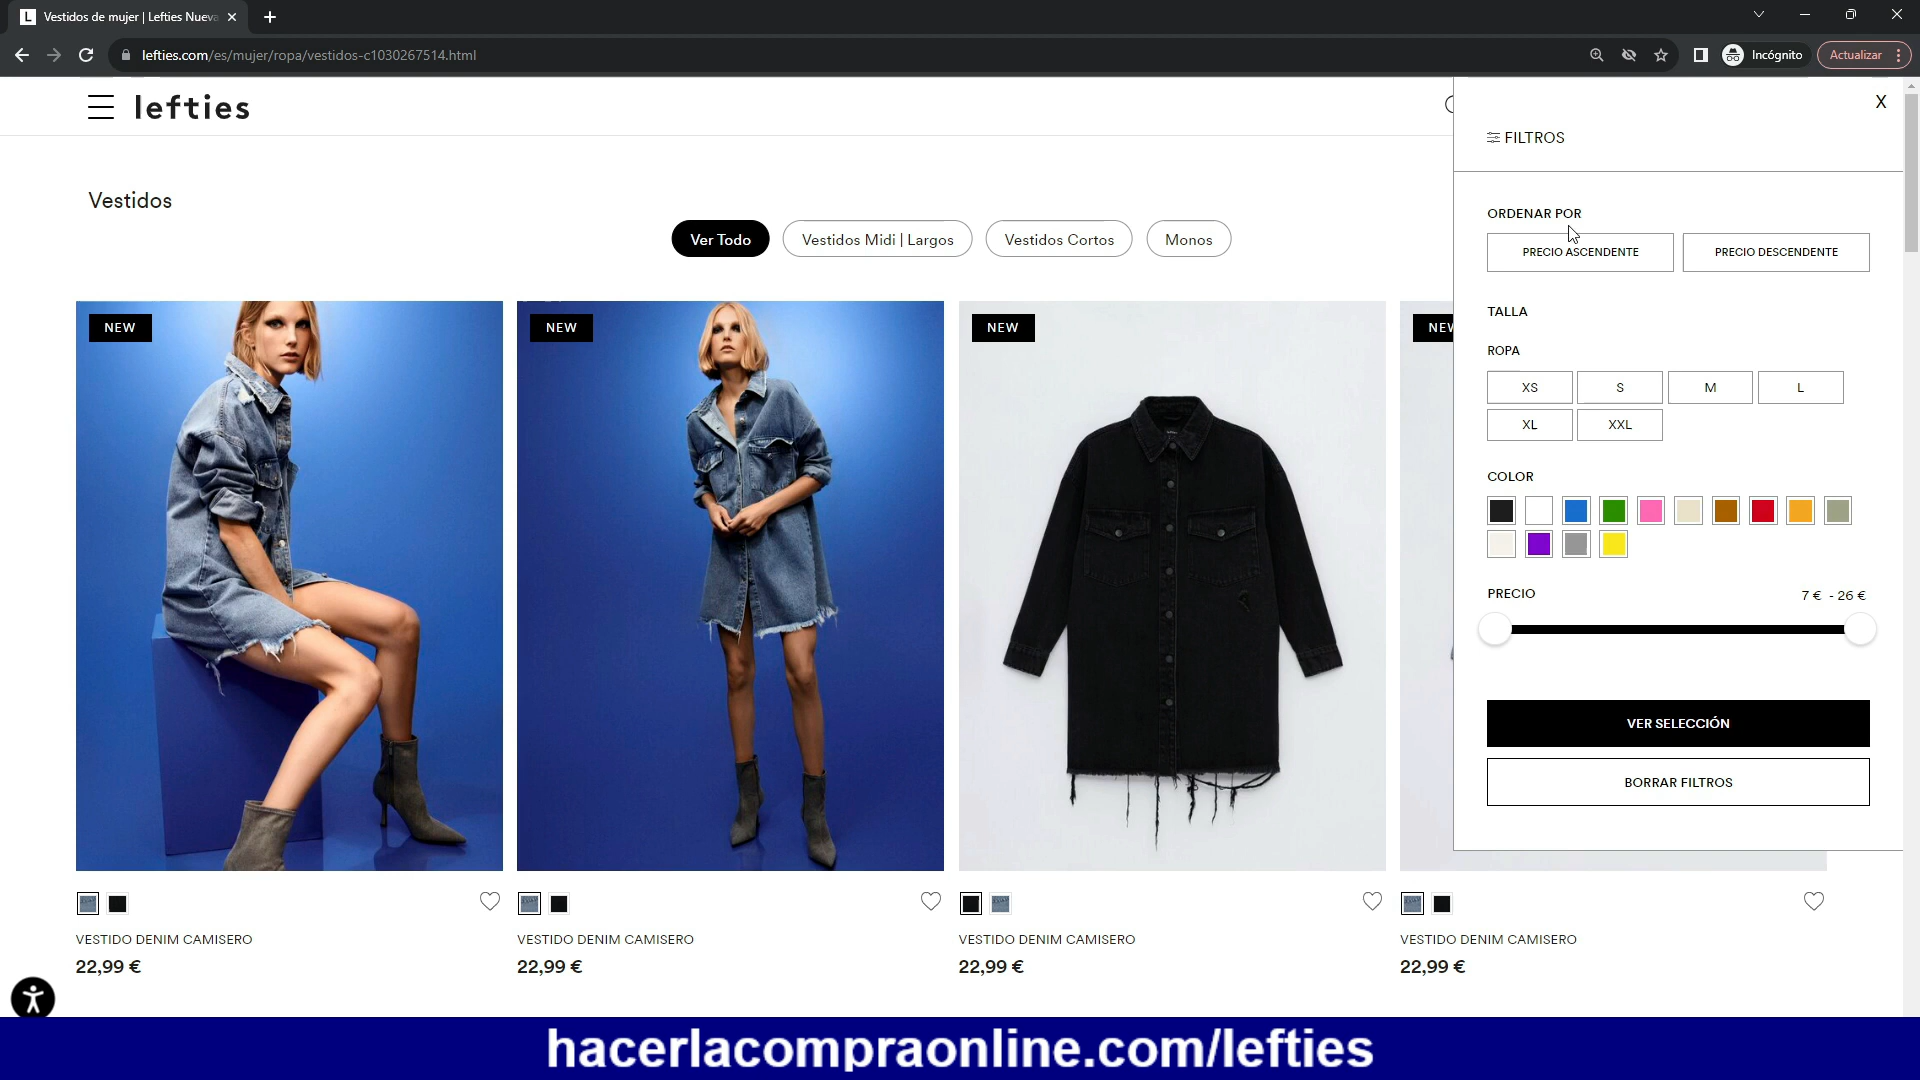 L Vestidos de mujer | Lefties Nueva
lefties.com/es/mujer/ropa/vestidos-c1030267514.html
Incógnito
Actualizar
lefties
X
FILTROS
Vestidos
Ver Todo
Vestidos Midi | Largos
Vestidos Cortos
Monos
ORDENAR POR
PRECIO ASCENDENTE
PRECIO DESCENDENTE
TALLA
ROPA
XS S M L
XL XXL
COLOR
PRECIO 7 € - 26 €
VER SELECCIÓN
BORRAR FILTROS
NEW
NEW
NEW
NEW
VESTIDO DENIM CAMISERO
22,99 €
VESTIDO DENIM CAMISERO
22,99 €
VESTIDO DENIM CAMISERO
22,99 €
VESTIDO DENIM CAMISERO
22,99 €
hacerlacompraonline.com/lefties